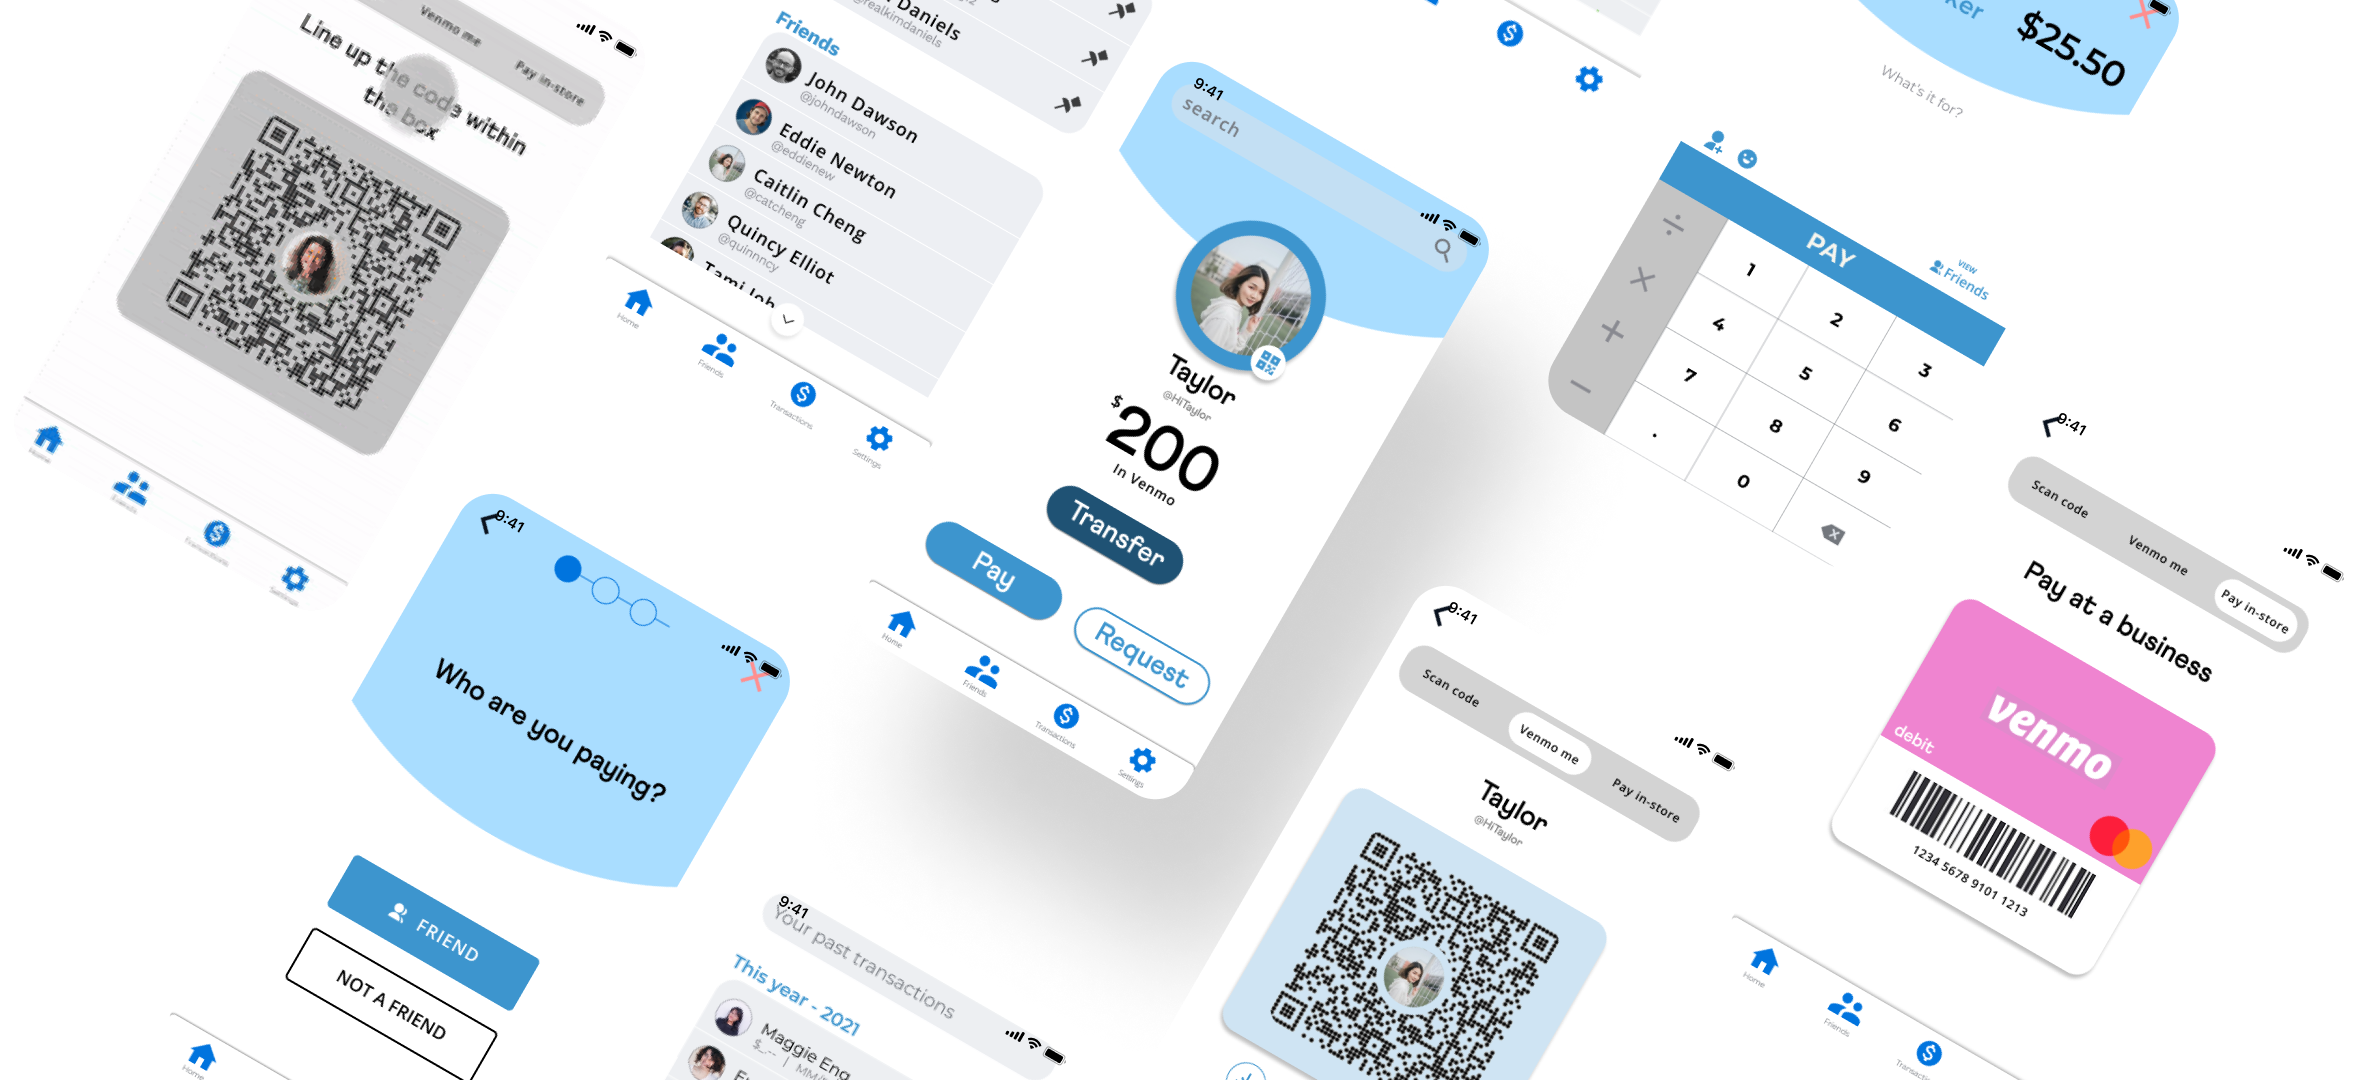 Venmo me
Pay in-store
Line up the code within
the box
Home
Friends
Transactions
Settings
Daniels
@realkimdaniels
Friends
John Dawson
@johndawson
Eddie Newton
@eddienew
Caitlin Cheng
@catcheng
Quincy Elliot
@quinnncy
Home
Friends
Transactions
Settings
9:41
search
Taylor
@HiTaylor
$200
In Venmo
Transfer
Pay
Request
Home
Friends
Transactions
Settings
$25.50
What's it for?
PAY
VIEW
Friends
÷
1
2
3
×
4
5
6
+
7
8
9
−
.
0
9:41
Who are you paying?
FRIEND
NOT A FRIEND
Home
9:41
Your past transactions
This year - 2021
Maggie Eng
9:41
Scan code
Venmo me
Pay in-store
Taylor
@HiTaylor
9:41
Scan code
Venmo me
Pay in-store
Pay at a business
venmo
debit
1234 5678 9101 1213
Home
Friends